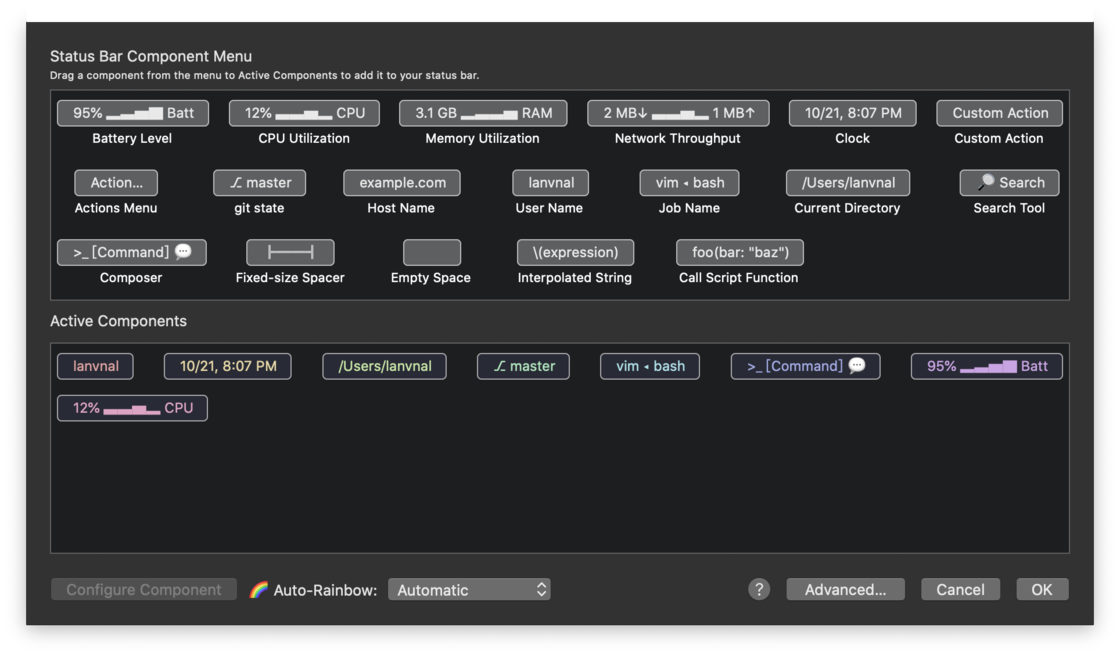 Status Bar Component Menu
Drag a component from the menu to Active Components to add it to your status bar.
95% Batt
12% CPU
3.1 GB RAM
2 MB↓ 1 MB↑
10/21, 8:07 PM
Custom Action
Battery Level
CPU Utilization
Memory Utilization
Network Throughput
Clock
Custom Action
Action...
master
example.com
lanvnal
vim ◂ bash
/Users/lanvnal
Search
Actions Menu
git state
Host Name
User Name
Job Name
Current Directory
Search Tool
>_ [Command]
\(expression)
foo(bar: "baz")
Composer
Fixed-size Spacer
Empty Space
Interpolated String
Call Script Function
Active Components
lanvnal
10/21, 8:07 PM
/Users/lanvnal
master
vim ◂ bash
>_ [Command]
95% Batt
12% CPU
Configure Component
Auto-Rainbow:
Automatic
?
Advanced...
Cancel
OK